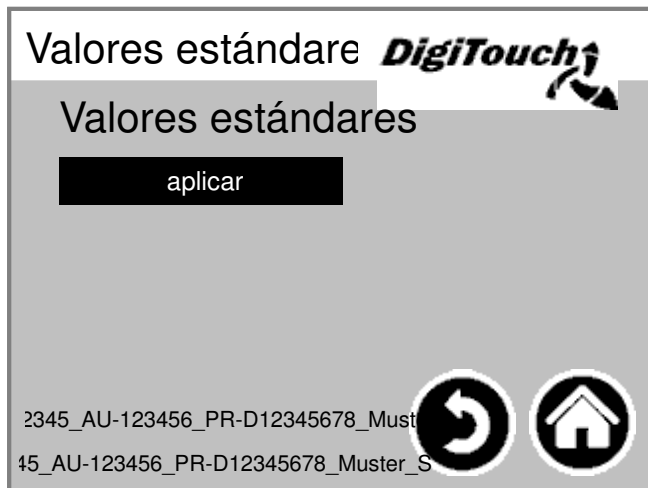 Valores estándare
DigiTouch
Valores estándares
aplicar
2345_AU-123456_PR-D12345678_Must
45_AU-123456_PR-D12345678_Muster_S